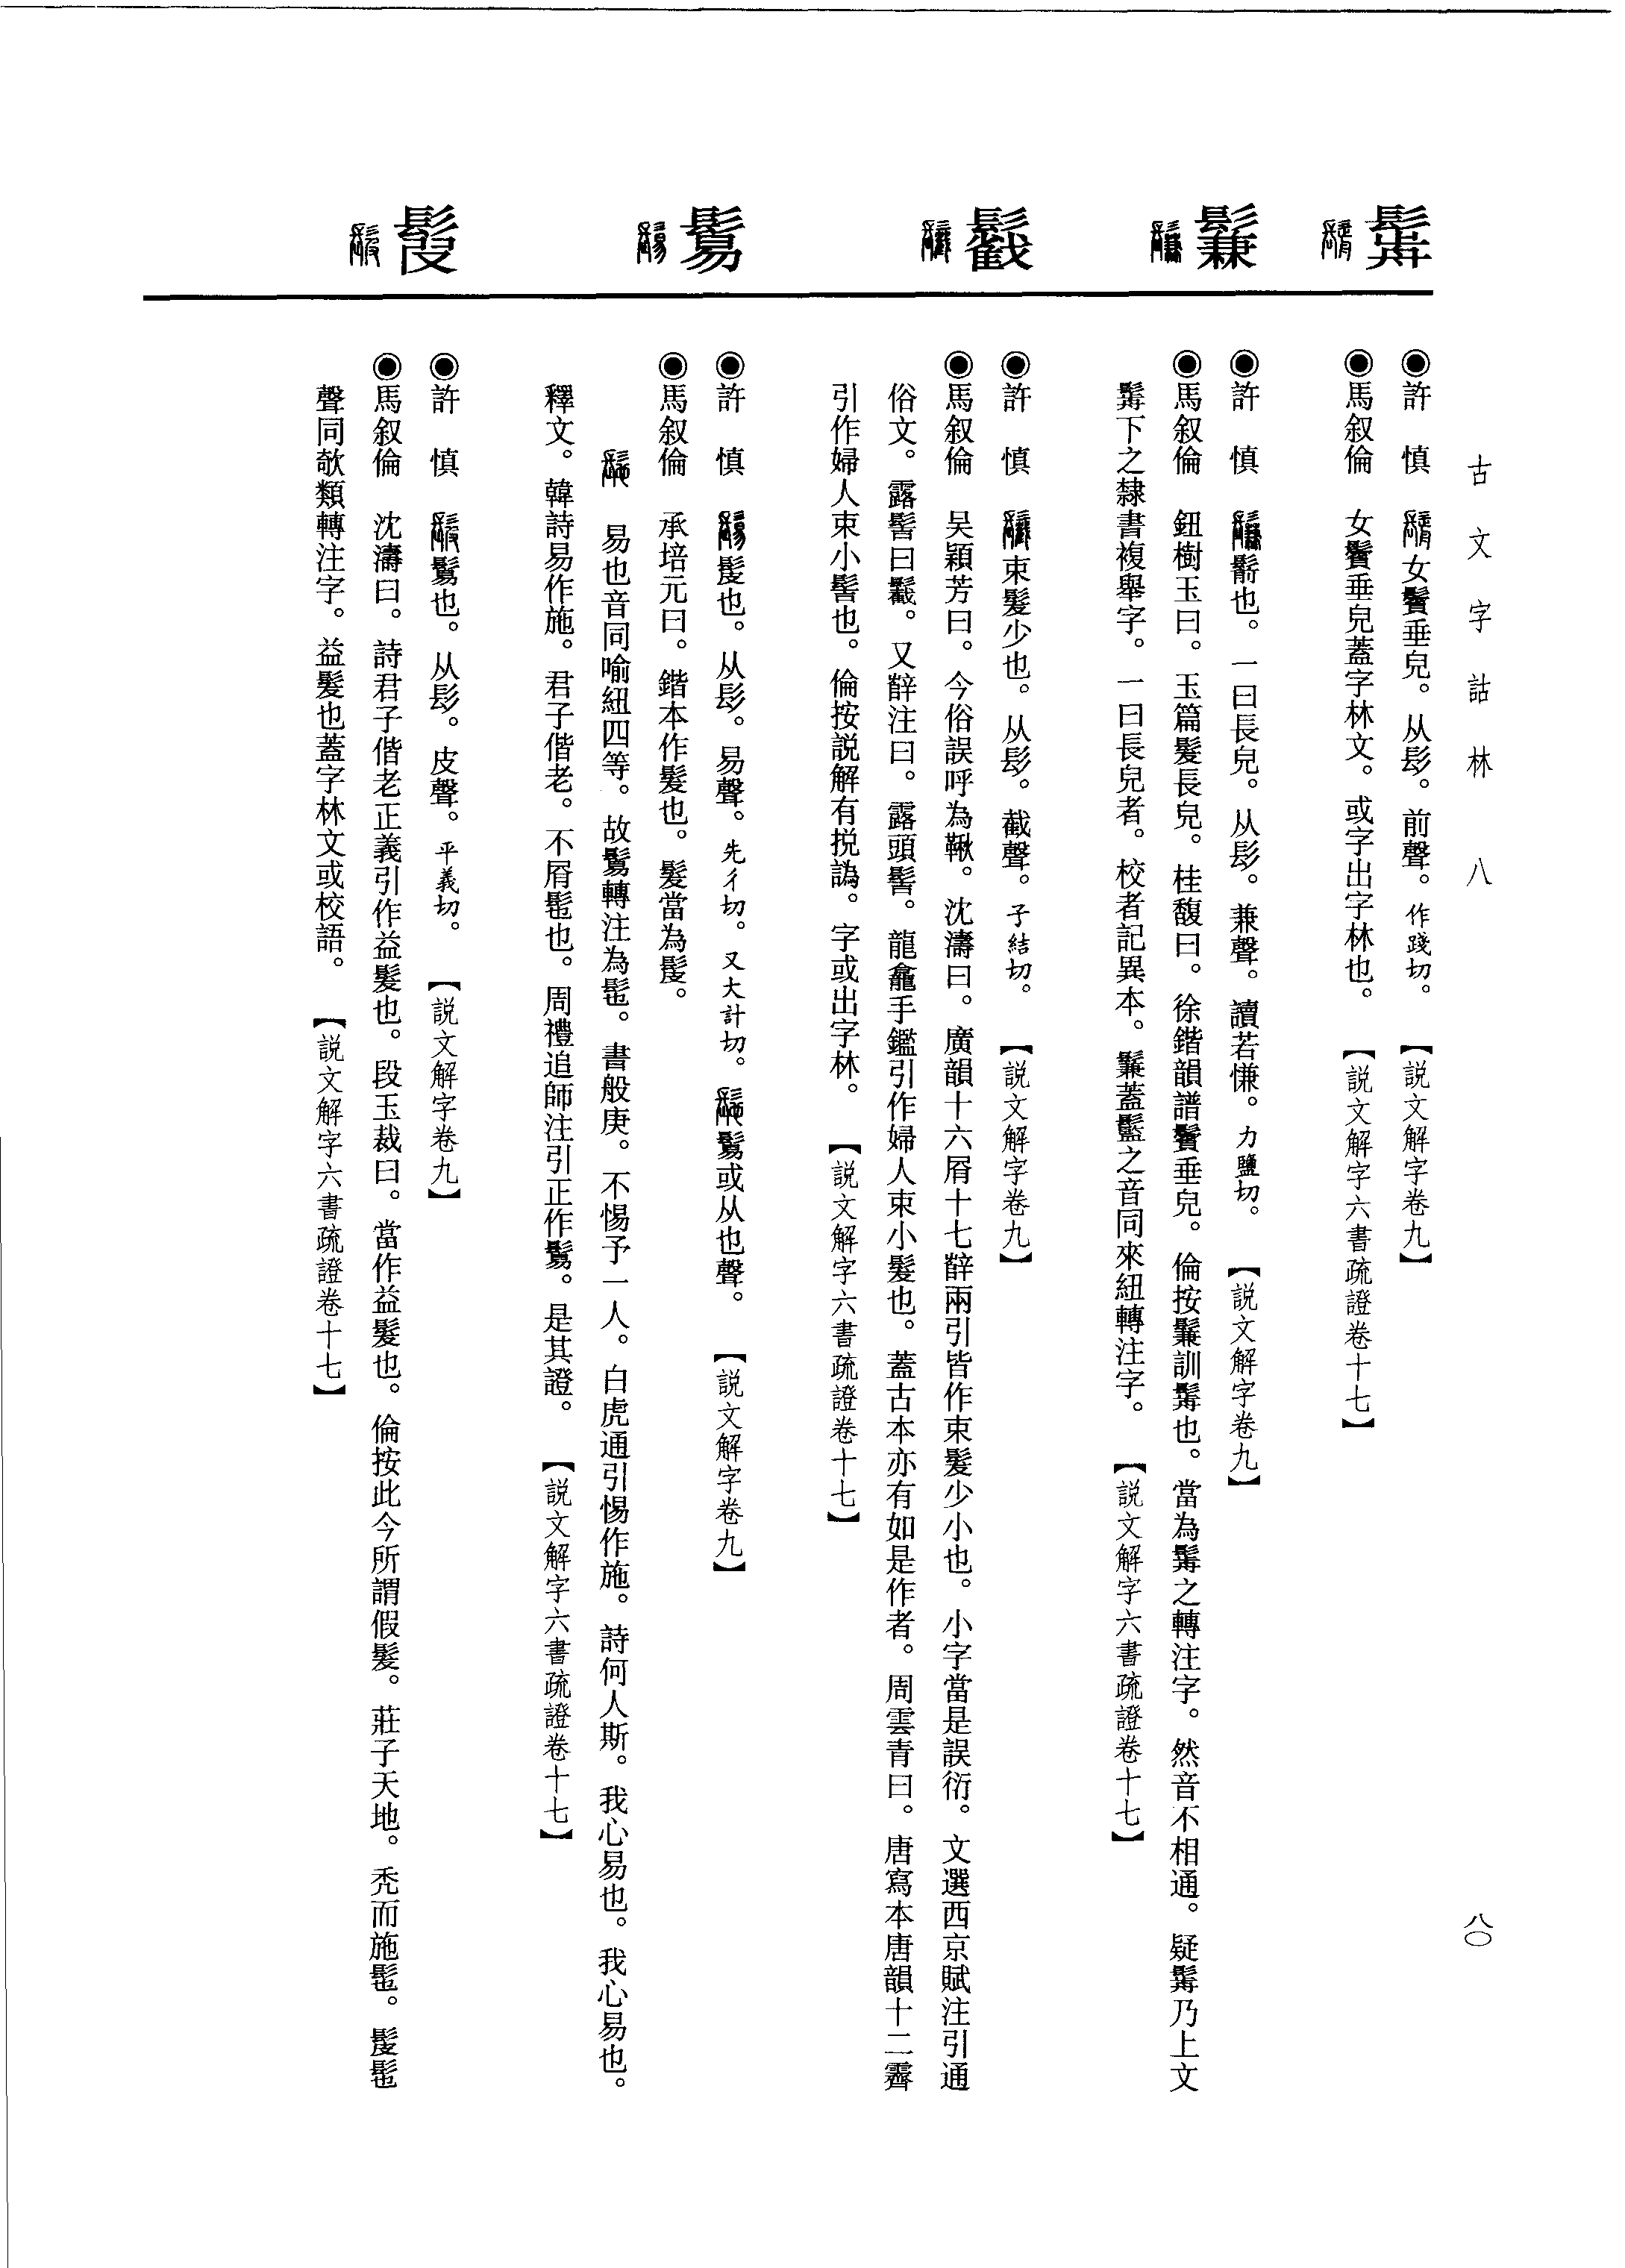 古文字詁林 八
八〇
鬋
鬑
䰏
鬄
髲
◉許 慎 女鬢垂皃。从髟。前聲。作踐切。【説文解字卷九】
◉馬叙倫 女鬢垂皃蓋字林文。或字出字林也。【説文解字六書疏證卷十七】
◉許 慎 鬋也。一曰長皃。从髟。兼聲。讀若慊。力鹽切。【説文解字卷九】
◉馬叙倫 鈕樹玉曰。玉篇髮長皃。桂馥曰。徐鍇韻譜鬢垂皃。倫按鬑訓鬋也。當為鬋之轉注字。然音不相通。疑鬋乃上文
鬋下之隸書複舉字。一曰長皃者。校者記異本。鬑蓋䰐之音同來紐轉注字。【説文解字六書疏證卷十七】
◉許 慎 束髮少也。从髟。截聲。子結切。【説文解字卷九】
◉馬叙倫 吴穎芳曰。今俗誤呼為鞦。沈濤曰。廣韻十六屑十七辥兩引皆作束髮少小也。小字當是誤衍。文選西京賦注引通
俗文。露髻曰䰏。又辥注曰。露頭髻。龍龕手鑑引作婦人束小髮也。蓋古本亦有如是作者。周雲青曰。唐寫本唐韻十二霽
引作婦人束小髻也。倫按説解有挩譌。字或出字林。【説文解字六書疏證卷十七】
◉許 慎 髲也。从髟。易聲。先彳切。又大計切。鬄或从也聲。【説文解字卷九】
◉馬叙倫 承培元曰。鍇本作髮也。髮當為髲。
易也音同喻紐四等。故鬄轉注為髢。書般庚。不惕予一人。白虎通引惕作施。詩何人斯。我心易也。我心易也。
釋文。韓詩易作施。君子偕老。不屑髢也。周禮追師注引正作鬄。是其證。【説文解字六書疏證卷十七】
◉許 慎 鬄也。从髟。皮聲。平義切。【説文解字卷九】
◉馬叙倫 沈濤曰。詩君子偕老正義引作益髮也。段玉裁曰。當作益髮也。倫按此今所謂假髮。莊子天地。禿而施髢。髲髢
聲同歌類轉注字。益髮也蓋字林文或校語。【説文解字六書疏證卷十七】